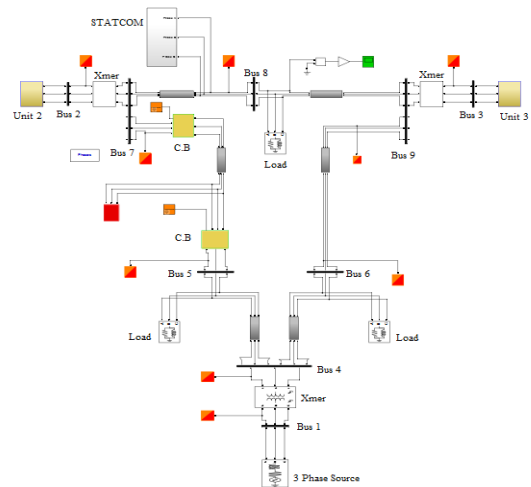 STATCOM
Bus 8
Xmer
Xmer
Unit 2
Bus 2
Bus 3
Unit 3
Bus 7
C.B
Load
Bus 9
C.B
Bus 5
Bus 6
Load
Load
Bus 4
Xmer
Bus 1
3 Phase Source